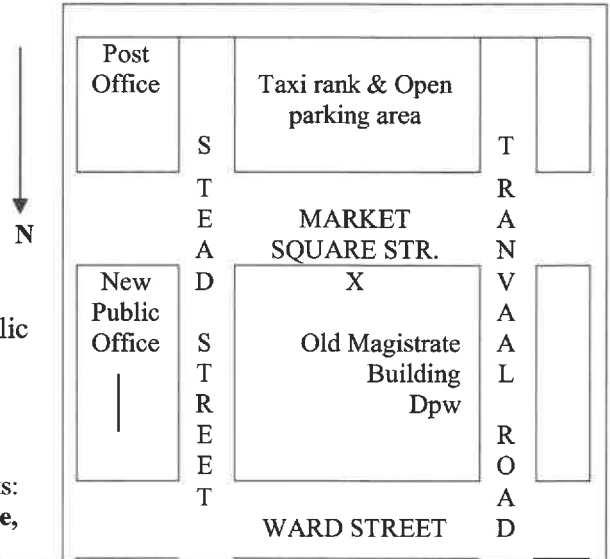 Post
Office
Taxi rank & Open
parking area
STEAD STREET
TRANVAAL ROAD
MARKET
SQUARE STR.
X
N
New
Public
Office
Old Magistrate
Building
Dpw
lic
ts:
e,
WARD STREET